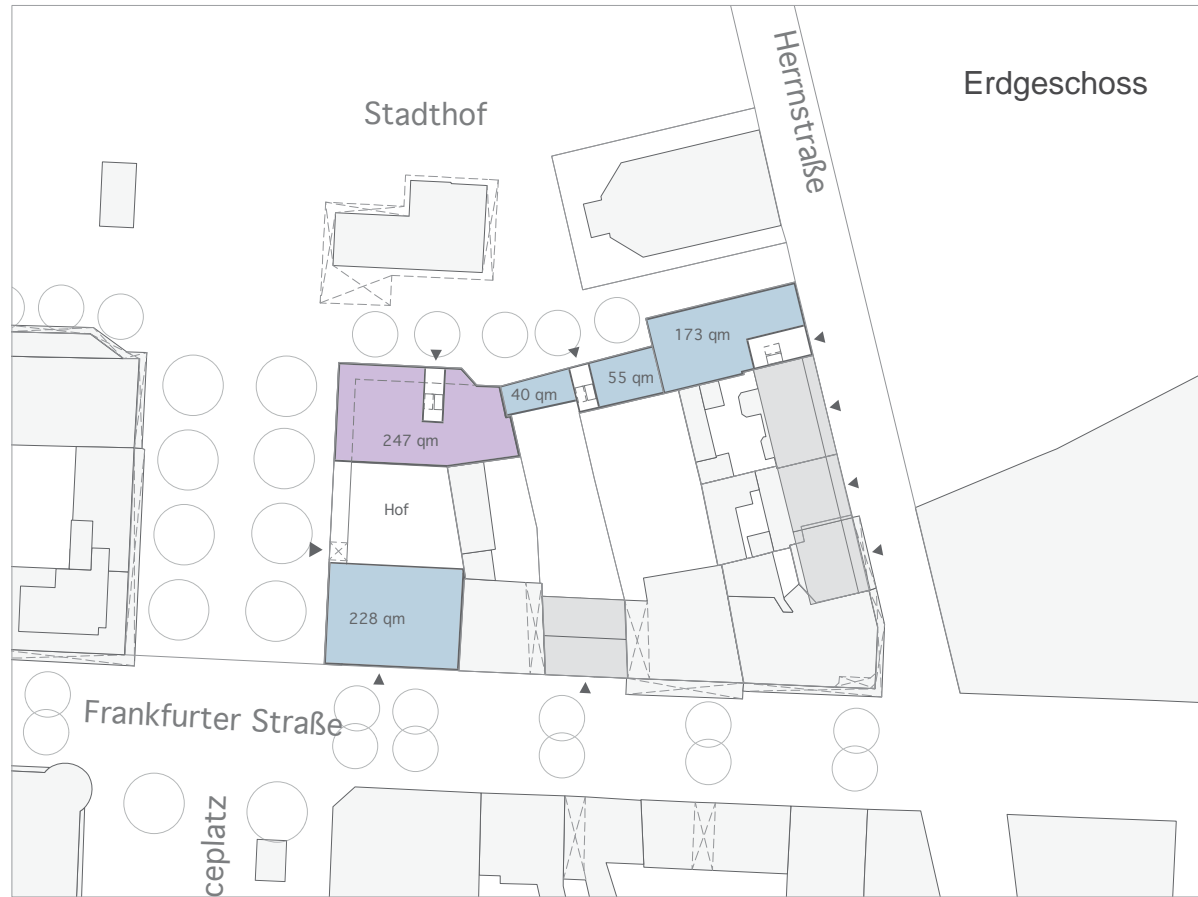 Herrnstraße
Erdgeschoss
Stadthof
173 qm
55 qm
40 qm
247 qm
Hof
228 qm
Frankfurter Straße
ceplatz